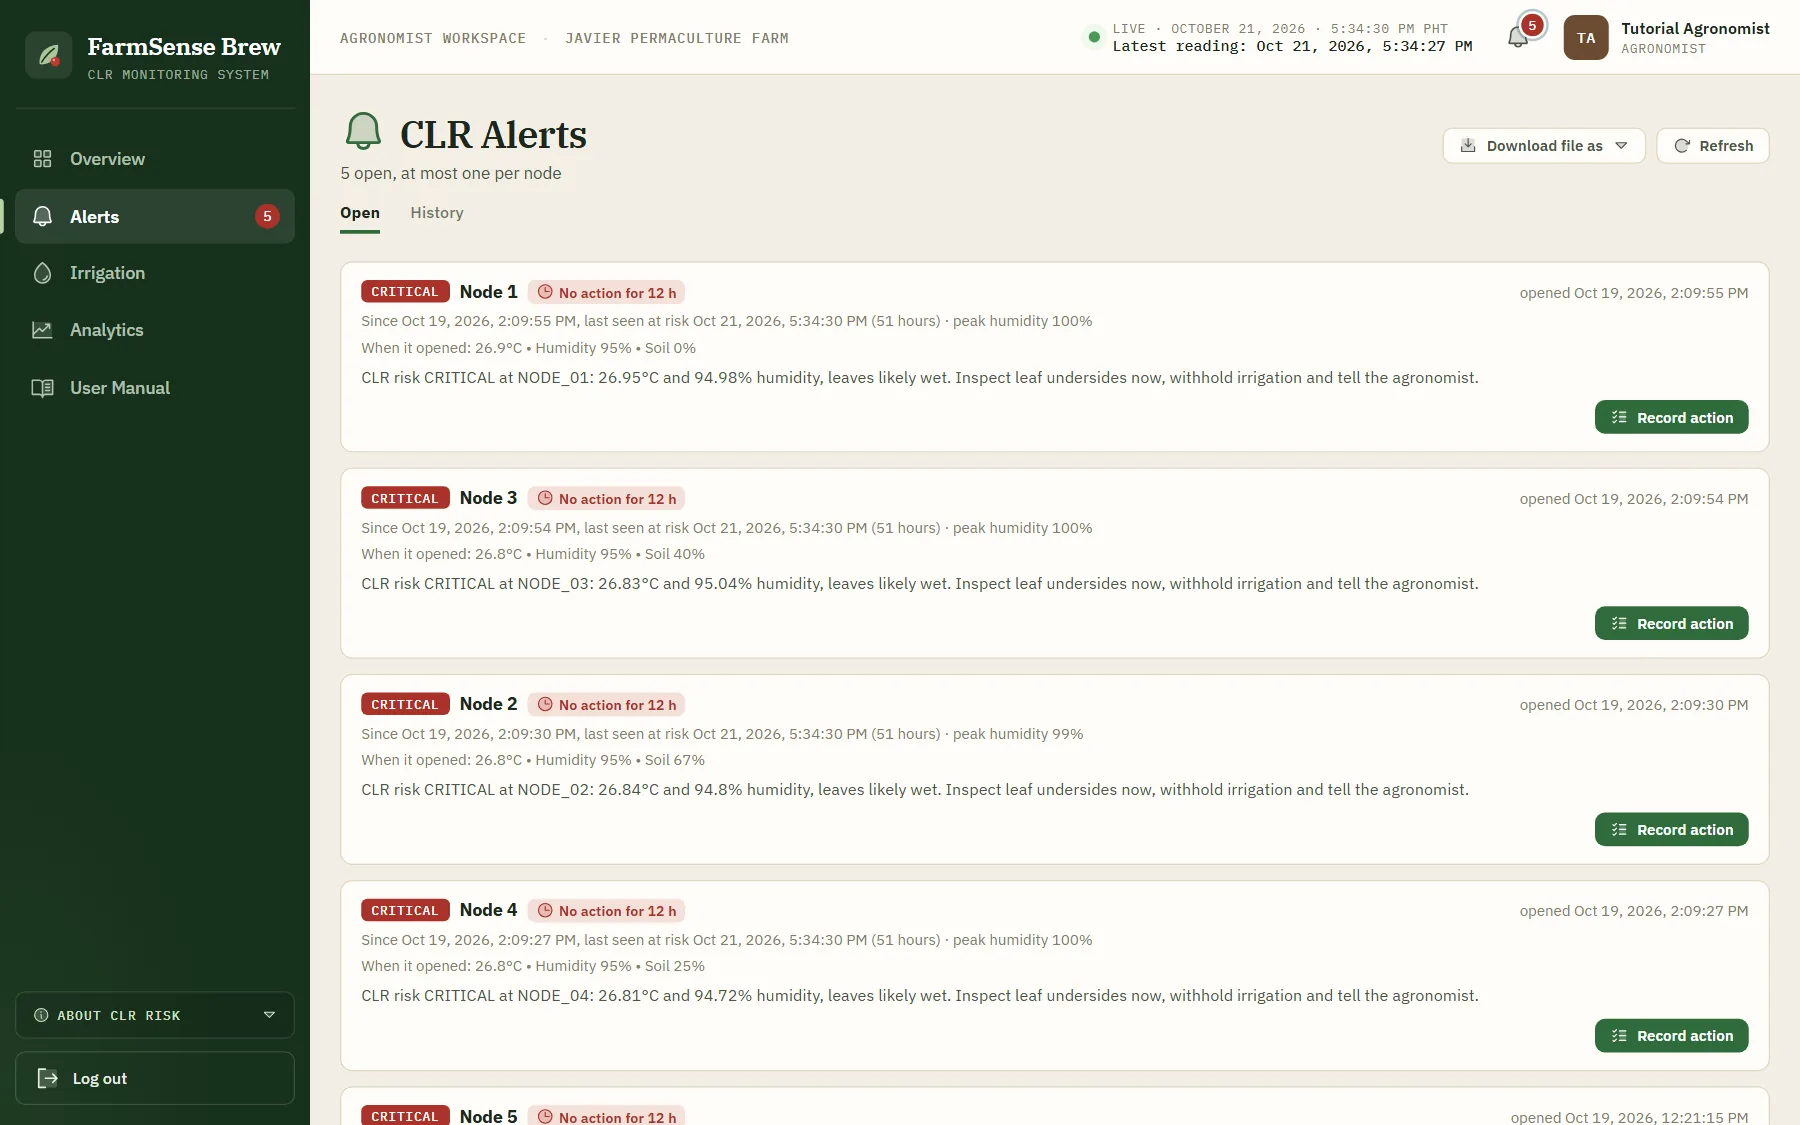 FarmSense Brew
CLR MONITORING SYSTEM
Overview
Alerts
5
Irrigation
Analytics
User Manual
ABOUT CLR RISK
Log out
AGRONOMIST WORKSPACE · JAVIER PERMACULTURE FARM
LIVE · OCTOBER 21, 2026 · 5:34:30 PM PHT
Latest reading: Oct 21, 2026, 5:34:27 PM
5
TA
Tutorial Agronomist
AGRONOMIST
CLR Alerts
5 open, at most one per node
Download file as
Refresh
Open
History
CRITICAL Node 1 No action for 12 h opened Oct 19, 2026, 2:09:55 PM
Since Oct 19, 2026, 2:09:55 PM, last seen at risk Oct 21, 2026, 5:34:30 PM (51 hours) · peak humidity 100%
When it opened: 26.9°C • Humidity 95% • Soil 0%
CLR risk CRITICAL at NODE_01: 26.95°C and 94.98% humidity, leaves likely wet. Inspect leaf undersides now, withhold irrigation and tell the agronomist.
Record action
CRITICAL Node 3 No action for 12 h opened Oct 19, 2026, 2:09:54 PM
Since Oct 19, 2026, 2:09:54 PM, last seen at risk Oct 21, 2026, 5:34:30 PM (51 hours) · peak humidity 100%
When it opened: 26.8°C • Humidity 95% • Soil 40%
CLR risk CRITICAL at NODE_03: 26.83°C and 95.04% humidity, leaves likely wet. Inspect leaf undersides now, withhold irrigation and tell the agronomist.
Record action
CRITICAL Node 2 No action for 12 h opened Oct 19, 2026, 2:09:30 PM
Since Oct 19, 2026, 2:09:30 PM, last seen at risk Oct 21, 2026, 5:34:30 PM (51 hours) · peak humidity 99%
When it opened: 26.8°C • Humidity 95% • Soil 67%
CLR risk CRITICAL at NODE_02: 26.84°C and 94.8% humidity, leaves likely wet. Inspect leaf undersides now, withhold irrigation and tell the agronomist.
Record action
CRITICAL Node 4 No action for 12 h opened Oct 19, 2026, 2:09:27 PM
Since Oct 19, 2026, 2:09:27 PM, last seen at risk Oct 21, 2026, 5:34:30 PM (51 hours) · peak humidity 100%
When it opened: 26.8°C • Humidity 95% • Soil 25%
CLR risk CRITICAL at NODE_04: 26.81°C and 94.72% humidity, leaves likely wet. Inspect leaf undersides now, withhold irrigation and tell the agronomist.
Record action
CRITICAL Node 5 No action for 12 h opened Oct 19, 2026, 12:21:15 PM